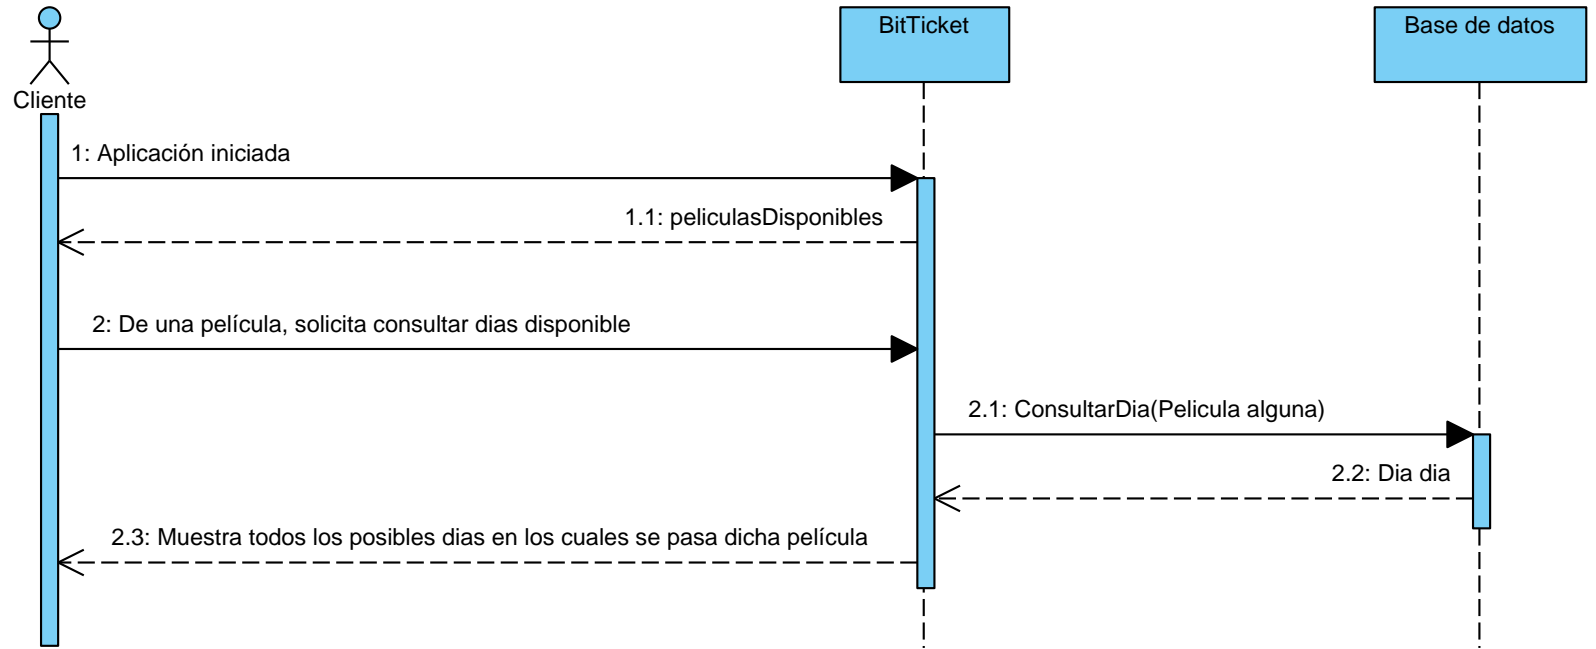 BitTicket
Base de datos
Cliente
1: Aplicación iniciada
1.1: peliculasDisponibles
2: De una película, solicita consultar dias disponible
2.1: ConsultarDia(Pelicula alguna)
2.2: Dia dia
2.3: Muestra todos los posibles dias en los cuales se pasa dicha película